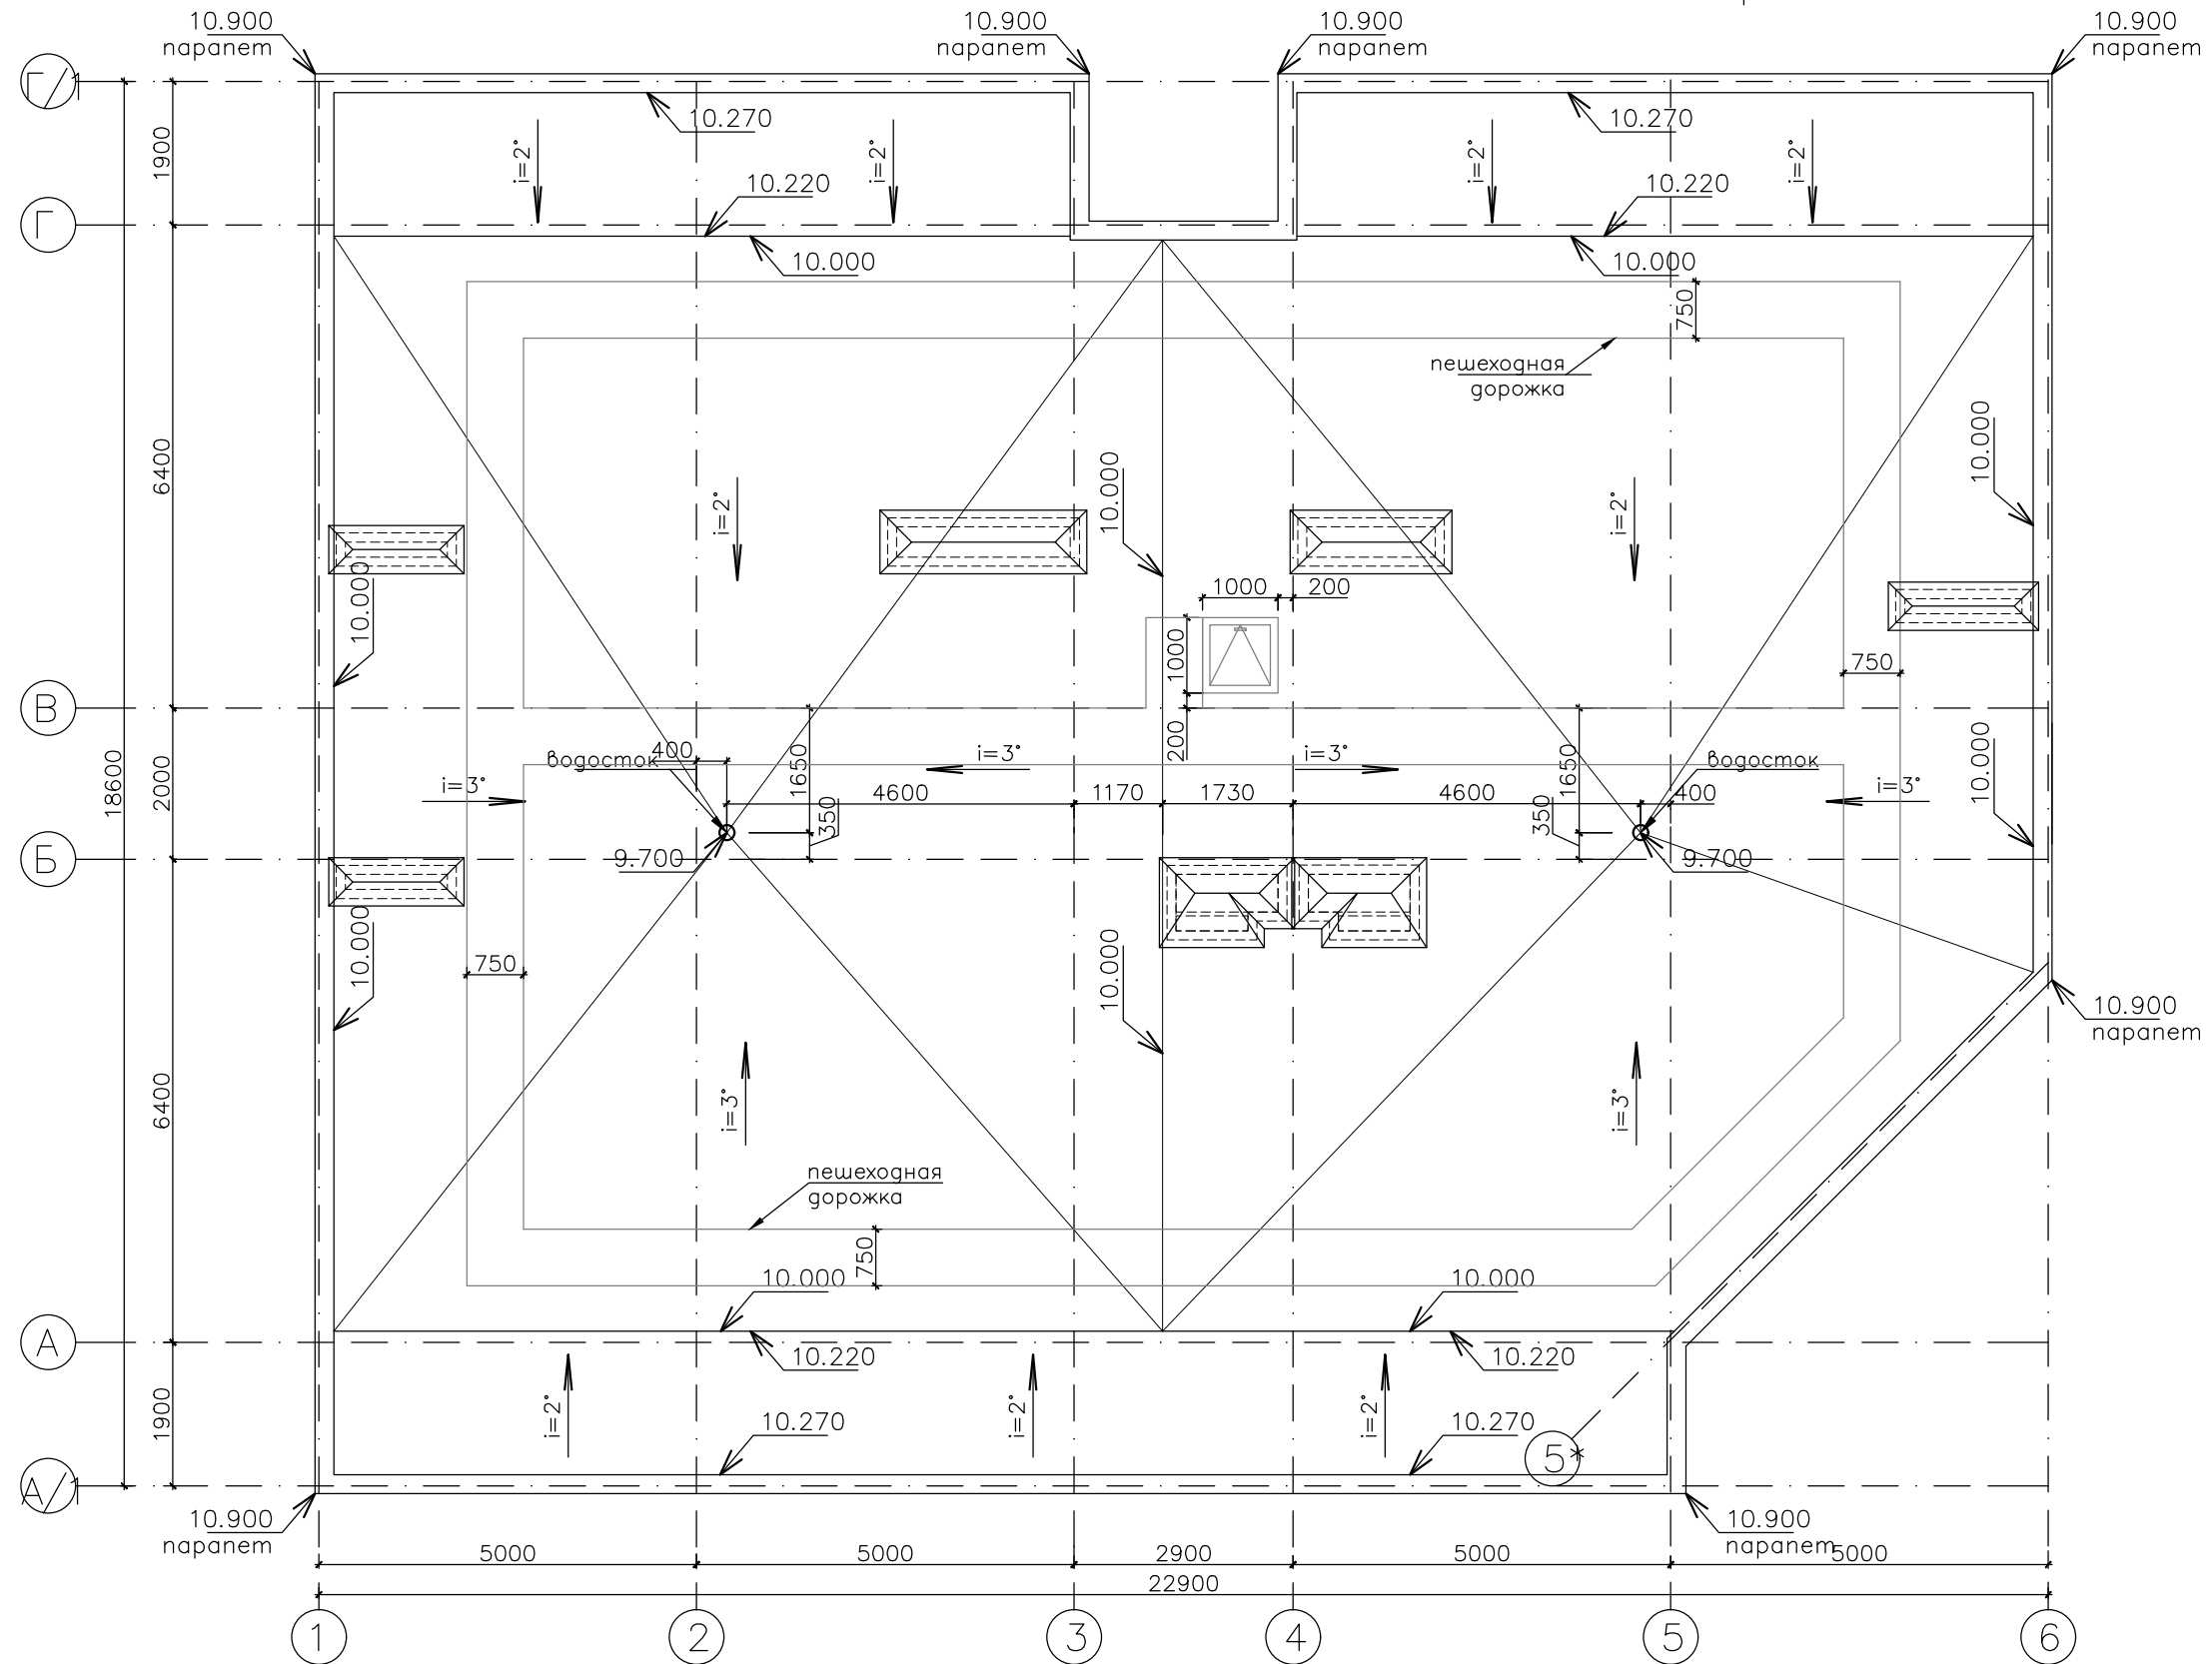 10.900
парапет
10.900
парапет
10.900
парапет
10.900
парапет
Г/1
10.270
10.270
1900
i=2°
i=2°
i=2°
i=2°
10.220
10.220
Г
10.000
10.000
750
пешеходная
дорожка
6400
10.000
10.000
i=2°
i=2°
1000
200
10.000
1000
750
В
200
18600
2000
водосток
400
1650
i=3°
i=3°
1650
водосток
10.000
i=3°
i=3°
4600
1170
1730
4600
400
350
350
Б
9.700
9.700
10.000
750
10.000
10.900
парапет
6400
i=3°
i=3°
пешеходная
дорожка
750
10.000
10.000
А
10.220
10.220
1900
i=2°
i=2°
i=2°
10.270
10.270
5*
А/1
10.900
парапет
10.900
парапет
5000
5000
2900
5000
5000
22900
1
2
3
4
5
6